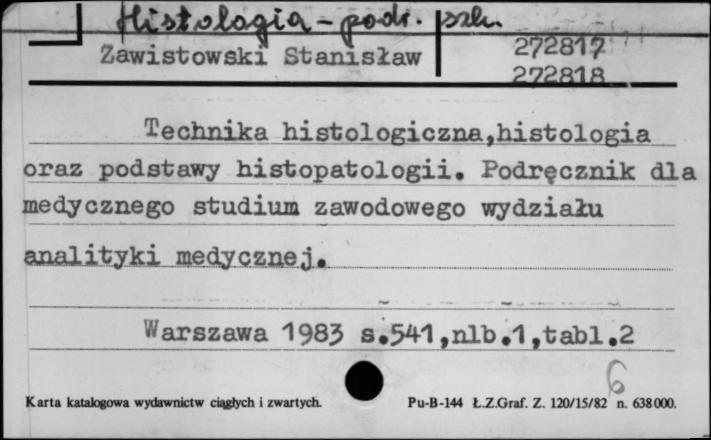 Histologia - podr. szk.
Zawistowski Stanisław
272817
272818
Technika histologiczna,histologia
oraz podstawy histopatologii. Podręcznik dla
medycznego studium zawodowego wydziału
analityki medycznej.
Warszawa 1983 s.541,nlb.1,tabl.2
6
Karta katalogowa wydawnictw ciągłych i zwartych.
Pu-B-144 Ł.Z.Graf. Z. 120/15/82 n. 638000.